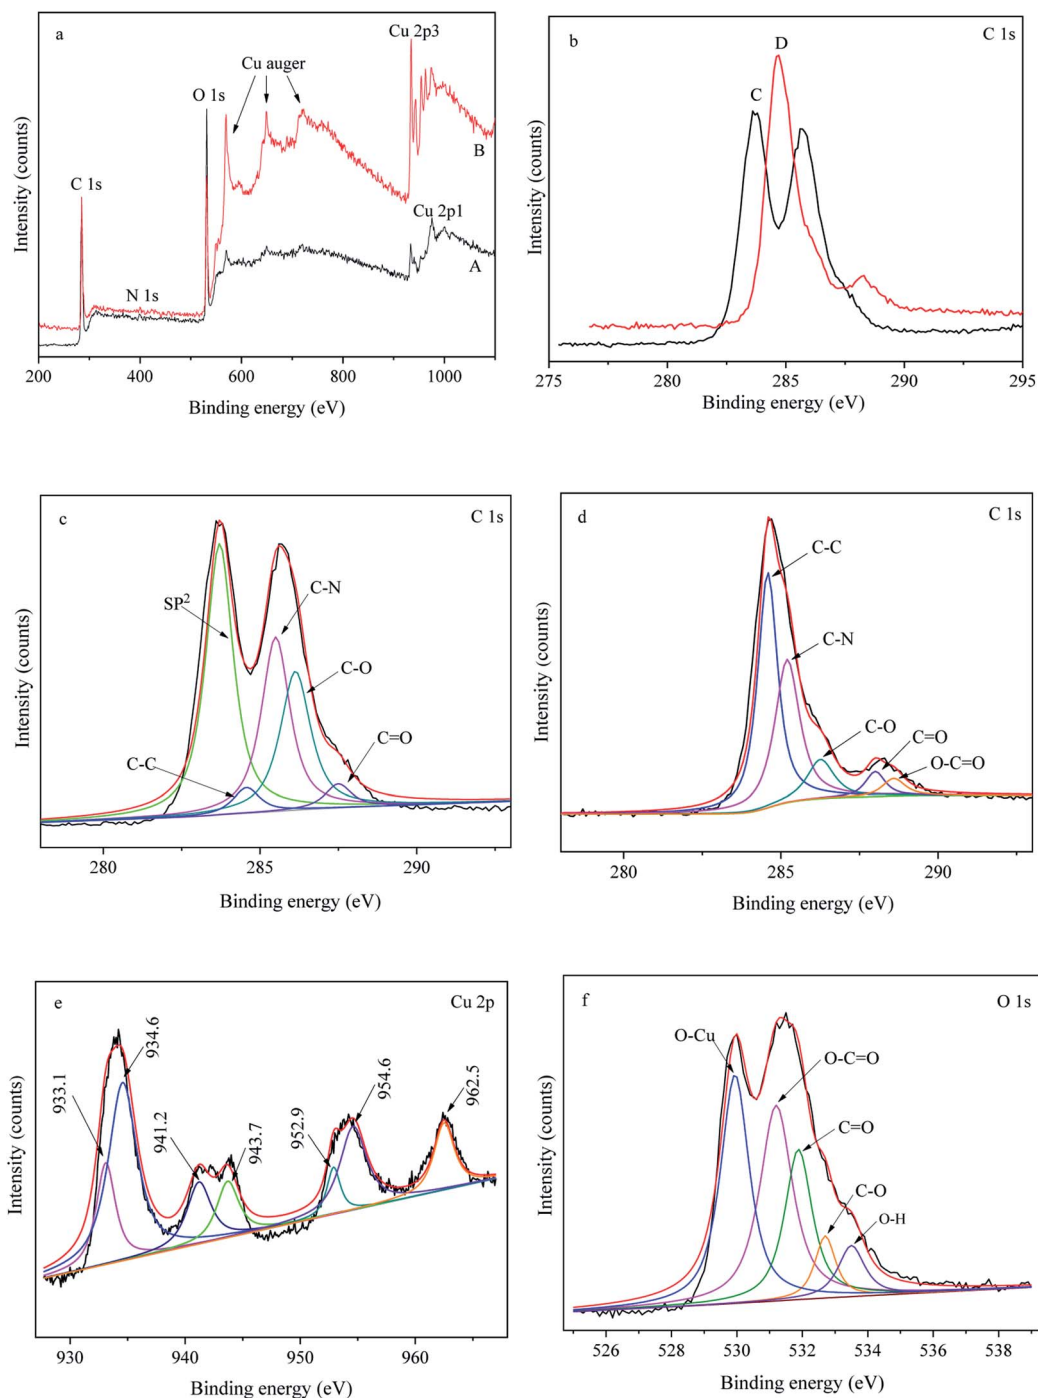 a
Cu 2p3
Cu auger
O 1s
B
C 1s
Cu 2p1
N 1s
A
Intensity (counts)
200 400 600 800 1000
Binding energy (eV)
b
C 1s
D
C
Intensity (counts)
275 280 285 290 295
Binding energy (eV)
c
C 1s
C-N
SP²
C-O
C=O
C-C
Intensity (counts)
280 285 290
Binding energy (eV)
d
C 1s
C-C
C-N
C-O
C=O
O-C=O
Intensity (counts)
280 285 290
Binding energy (eV)
e
Cu 2p
933.1
934.6
941.2
943.7
952.9
954.6
962.5
Intensity (counts)
930 940 950 960
Binding energy (eV)
f
O 1s
O-Cu
O-C=O
C=O
C-O
O-H
Intensity (counts)
526 528 530 532 534 536 538
Binding energy (eV)